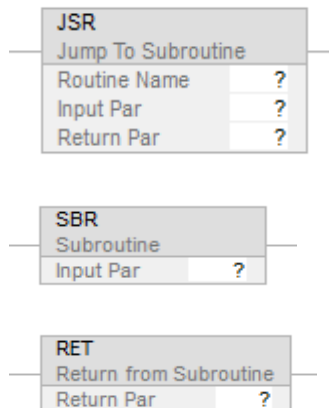 JSR
Jump To Subroutine
Routine Name ?
Input Par ?
Return Par ?
SBR
Subroutine
Input Par ?
RET
Return from Subroutine
Return Par ?